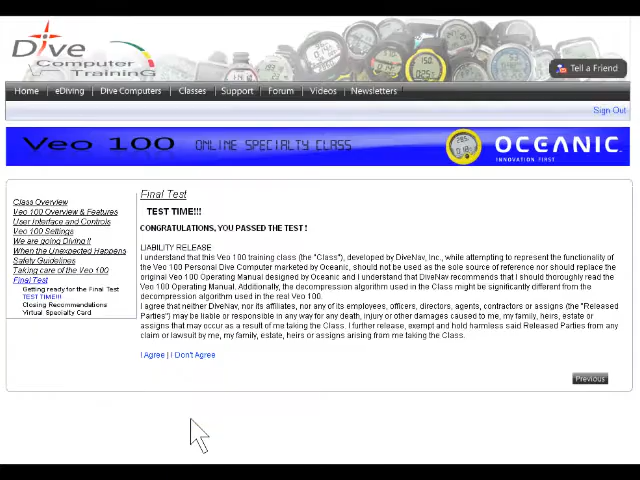 Dive
Computer
Training
Tell a Friend
Home eDiving Dive Computers Classes Support Forum Videos Newsletters
Sign Out
Veo 100 ONLINE SPECIALTY CLASS
OCEANIC
INNOVATION FIRST
Class Overview
Veo 100 Overview & Features
User Interface and Controls
Veo 100 Settings
We are going Diving !!
When the Unexpected Happens
Safety Guidelines
Taking care of the Veo 100
Final Test
Getting ready for the Final Test
TEST TIME!!!
Closing Recommendations
Virtual Specialty Card
Final Test
TEST TIME!!!
CONGRATULATIONS, YOU PASSED THE TEST !
LIABILITY RELEASE
I understand that this Veo 100 training class (the "Class"), developed by DiveNav, Inc., while attempting to represent the functionality of
the Veo 100 Personal Dive Computer marketed by Oceanic, should not be used as the sole source of reference nor should replace the
original Veo 100 Operating Manual designed by Oceanic and I understand that DiveNav recommends that I should thoroughly read the
Veo 100 Operating Manual. Additionally, the decompression algorithm used in the Class might be significantly different from the
decompression algorithm used in the real Veo 100.
I agree that neither DiveNav, nor its affiliates, nor any of its employees, officers, directors, agents, contractors or assigns (the "Released
Parties") may be liable or responsible in any way for any death, injury or other damages caused to me, my family, heirs, estate or
assigns that may occur as a result of me taking the Class. I further release, exempt and hold harmless said Released Parties from any
claim or lawsuit by me, my family, estate, heirs or assigns arising from me taking the Class.
I Agree | I Don't Agree
Previous